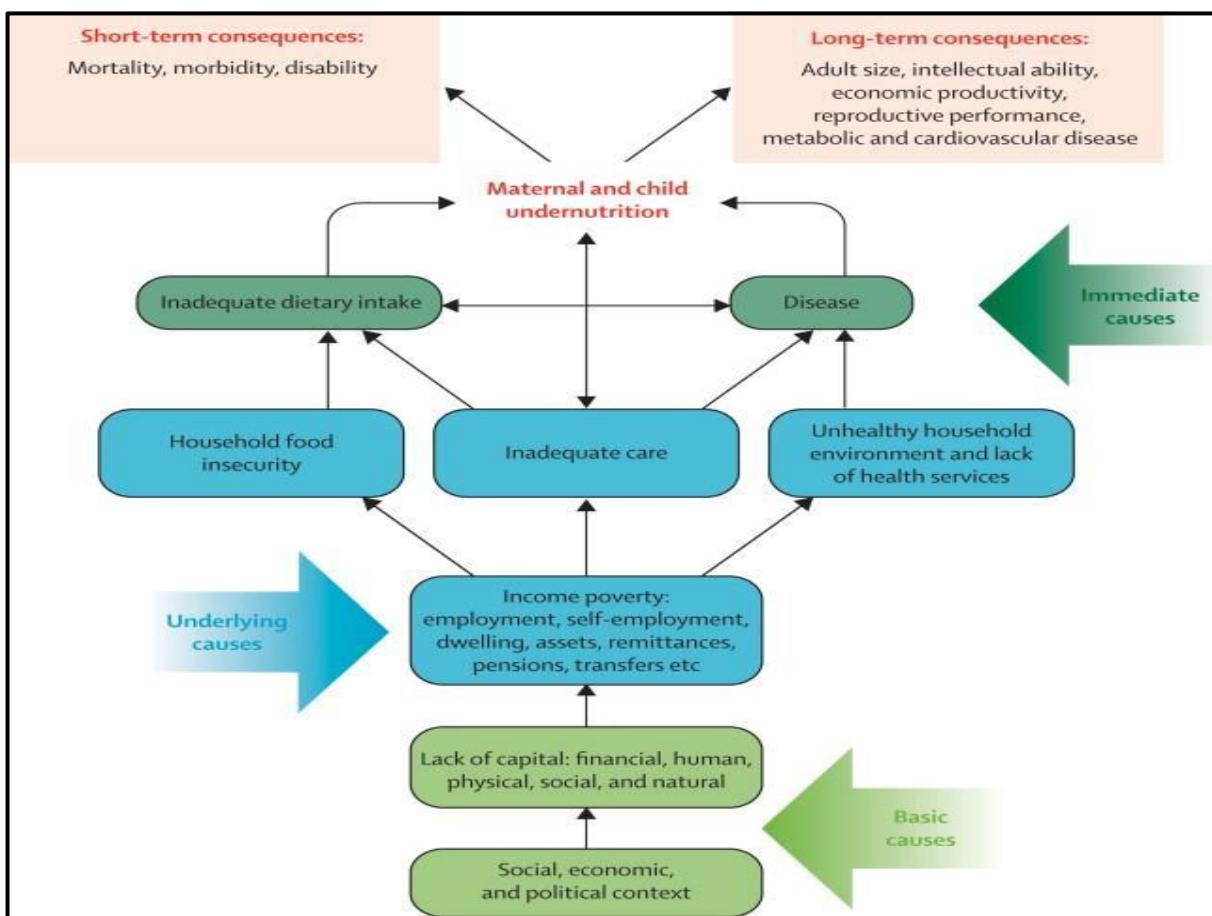 Short-term consequences:
Mortality, morbidity, disability
Long-term consequences:
Adult size, intellectual ability,
economic productivity,
reproductive performance,
metabolic and cardiovascular disease
Maternal and child
undernutrition
Inadequate dietary intake
Disease
Immediate
causes
Household food
insecurity
Inadequate care
Unhealthy household
environment and lack
of health services
Underlying
causes
Income poverty:
employment, self-employment,
dwelling, assets, remittances,
pensions, transfers etc
Lack of capital: financial, human,
physical, social, and natural
Basic
causes
Social, economic,
and political context